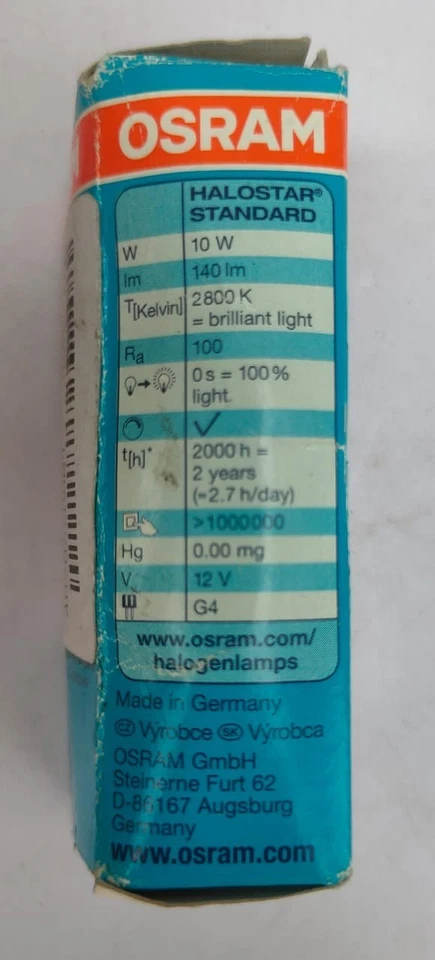 OSRAM
HALOSTAR®
STANDARD
W 10 W
lm 140 lm
T[Kelvin] 2800 K
= brilliant light
Ra 100
0 s = 100%
light
t[h]* 2000 h =
2 years
(≈2.7 h/day)
>1000000
Hg 0.00 mg
V 12 V
G4
www.osram.com/
halogenlamps
Made in Germany
CZ Výrobce SK Výrobca
OSRAM GmbH
Steinerne Furt 62
D-86167 Augsburg
Germany
www.osram.com